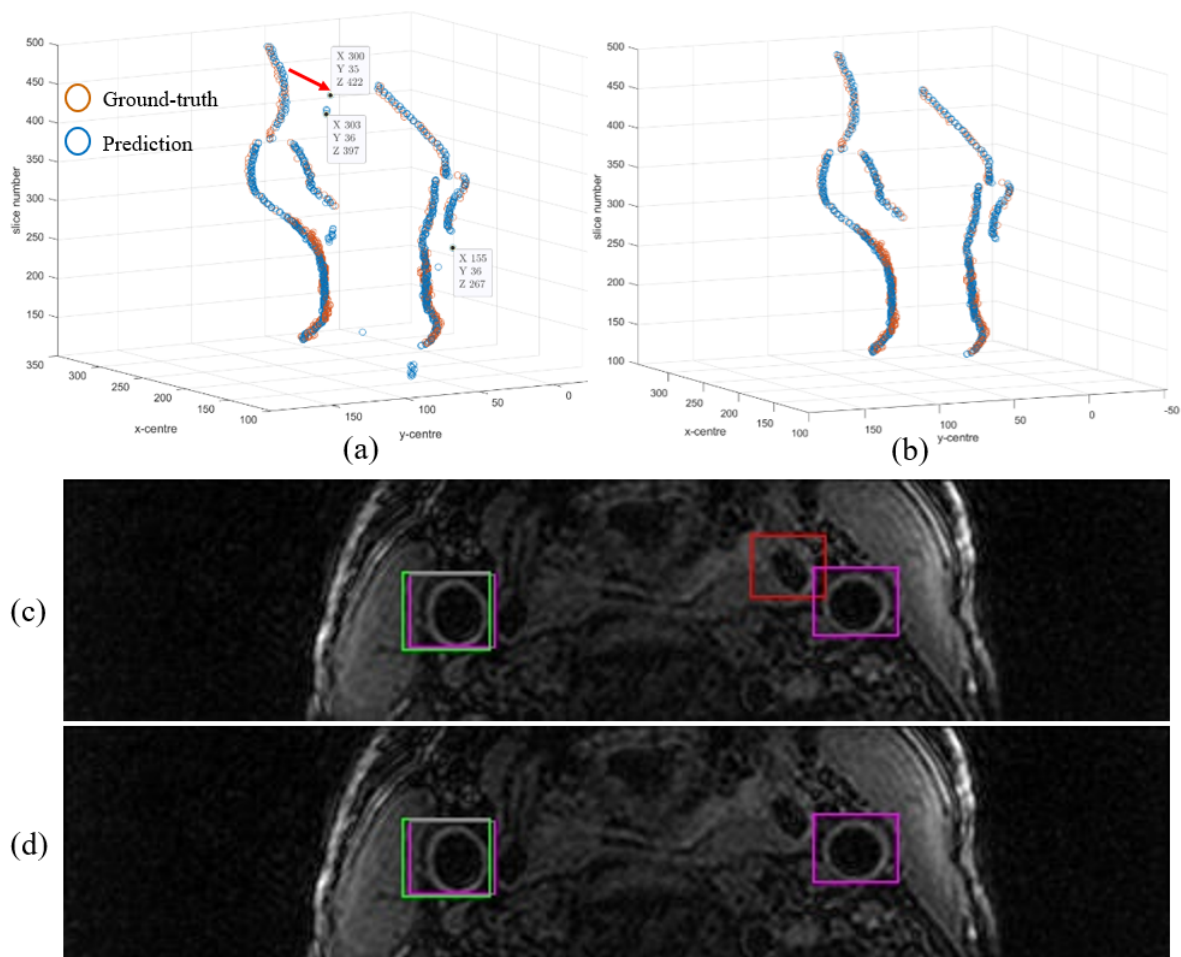 500
450
400
350
300
250
200
150
350
300
250
200
150
100
150
100
50
0
slice number
x-centre
y-centre
Ground-truth
Prediction
X 300
Y 35
Z 422
X 303
Y 36
Z 397
X 155
Y 36
Z 267
(a)
500
450
400
350
300
250
200
150
100
300
250
200
150
100
150
100
50
0
-50
slice number
x-centre
y-centre
(b)
(c)
(d)